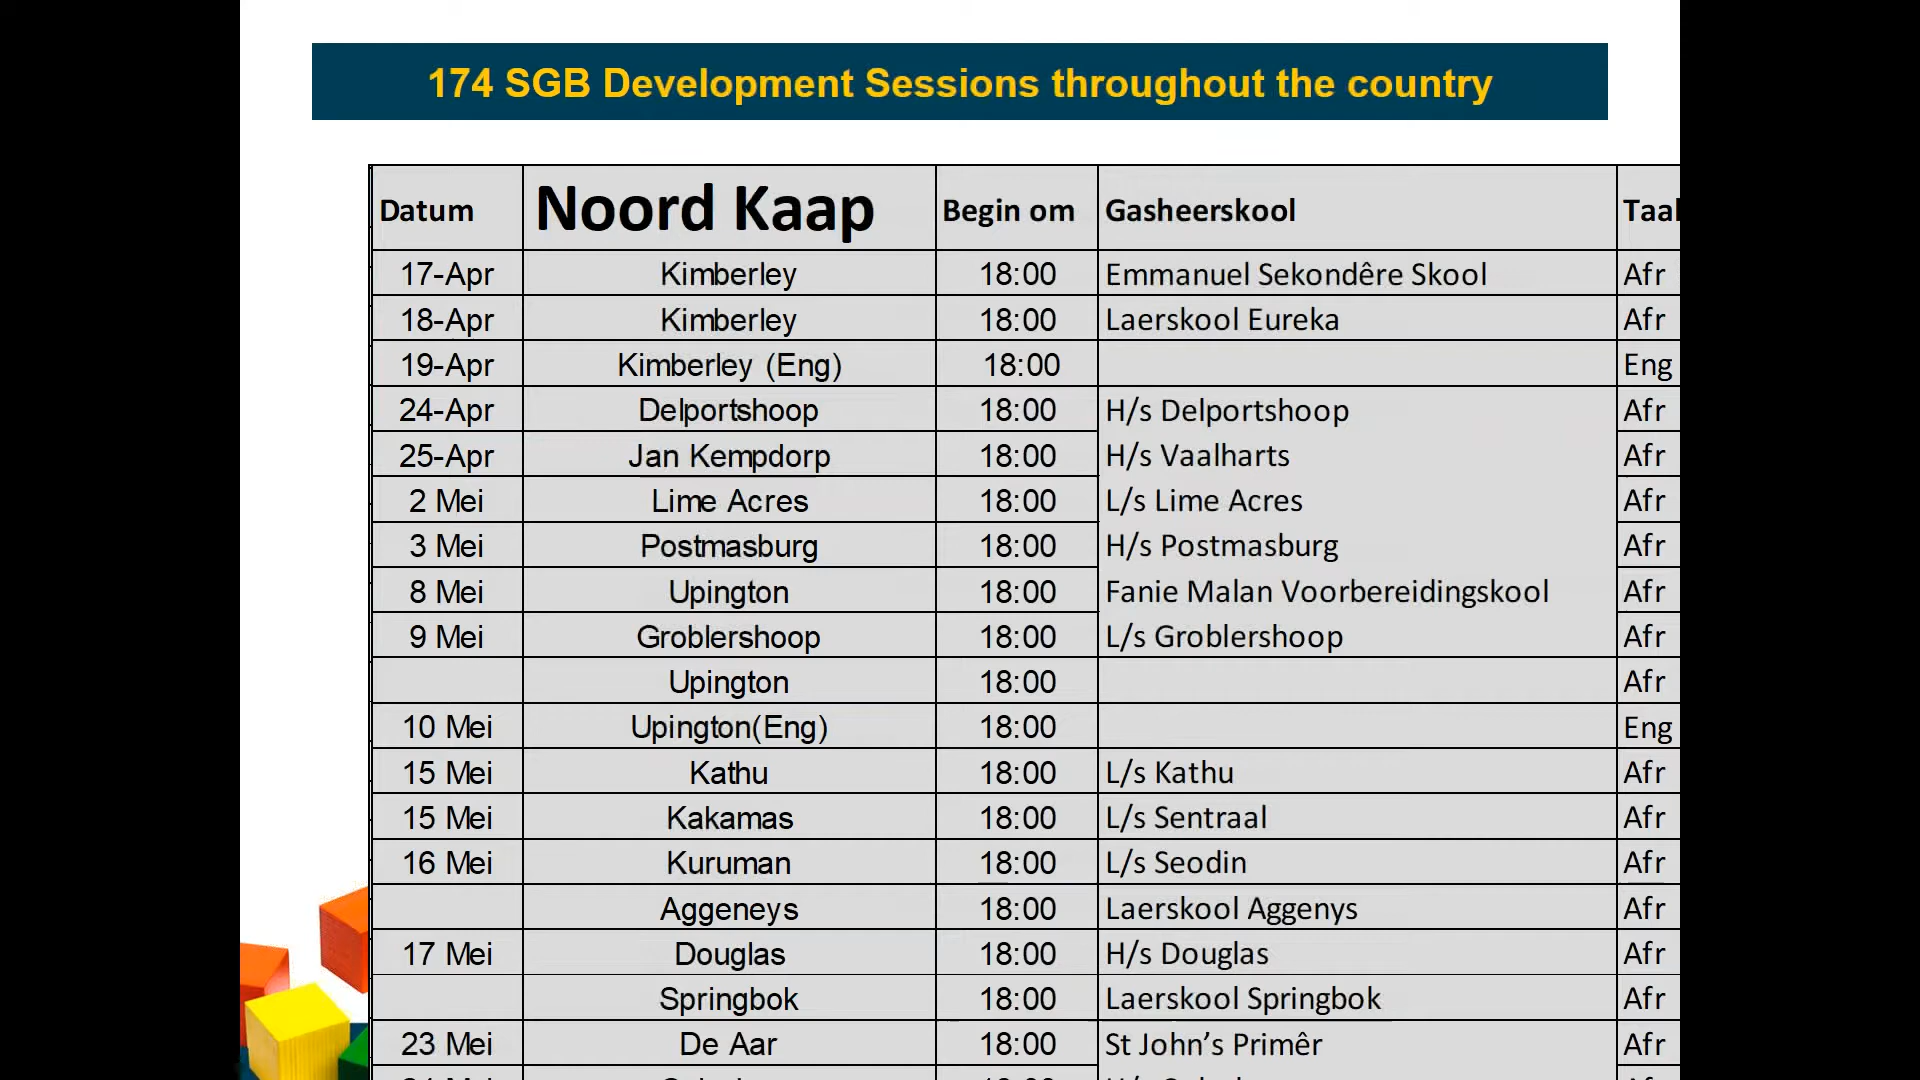 174 SGB Development Sessions throughout the country
Datum Noord Kaap Begin om Gasheerskool Taal
17-Apr Kimberley 18:00 Emmanuel Sekondêre Skool Afr
18-Apr Kimberley 18:00 Laerskool Eureka Afr
19-Apr Kimberley (Eng) 18:00 Eng
24-Apr Delportshoop 18:00 H/s Delportshoop Afr
25-Apr Jan Kempdorp 18:00 H/s Vaalharts Afr
2 Mei Lime Acres 18:00 L/s Lime Acres Afr
3 Mei Postmasburg 18:00 H/s Postmasburg Afr
8 Mei Upington 18:00 Fanie Malan Voorbereidingskool Afr
9 Mei Groblershoop 18:00 L/s Groblershoop Afr
Upington 18:00 Afr
10 Mei Upington(Eng) 18:00 Eng
15 Mei Kathu 18:00 L/s Kathu Afr
15 Mei Kakamas 18:00 L/s Sentraal Afr
16 Mei Kuruman 18:00 L/s Seodin Afr
Aggeneys 18:00 Laerskool Aggenys Afr
17 Mei Douglas 18:00 H/s Douglas Afr
Springbok 18:00 Laerskool Springbok Afr
23 Mei De Aar 18:00 St John’s Primêr Afr